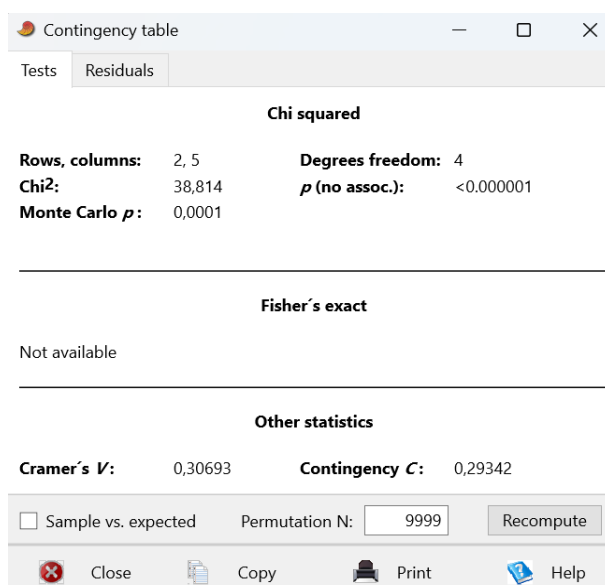 Contingency table
Tests Residuals
Chi squared
Rows, columns: 2, 5 Degrees freedom: 4
Chi2: 38,814 p (no assoc.): <0.000001
Monte Carlo p : 0,0001
Fisher´s exact
Not available
Other statistics
Cramer´s V : 0,30693 Contingency C : 0,29342
Sample vs. expected Permutation N: 9999 Recompute
Close Copy Print Help